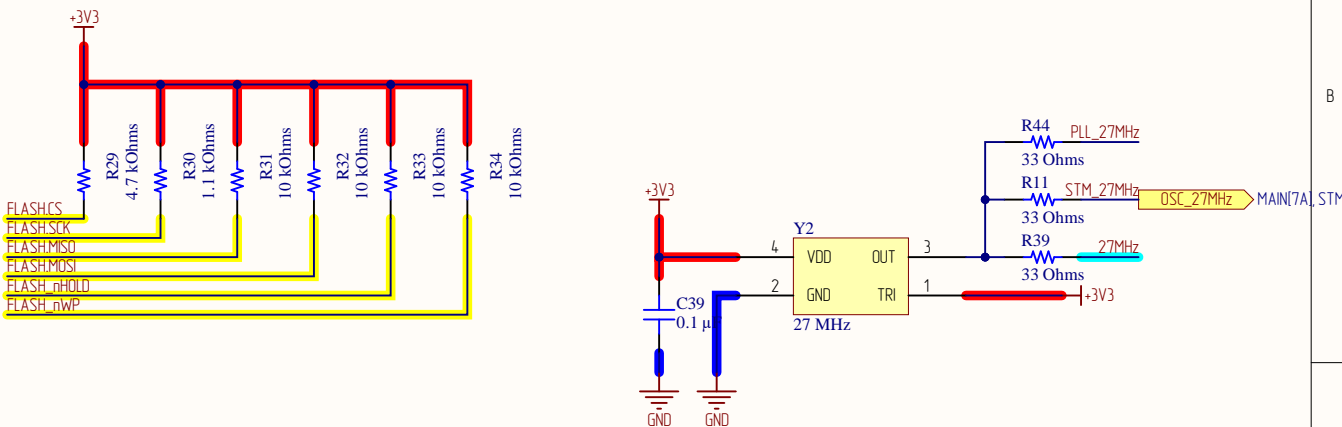 +3V3
R29
4.7 kOhms
R30
1.1 kOhms
R31
10 kOhms
R32
10 kOhms
R33
10 kOhms
R34
10 kOhms
FLASH.CS
FLASH.SCK
FLASH.MISO
FLASH.MOSI
FLASH_nHOLD
FLASH_nWP
+3V3
C39
0.1 µF
GND
GND
Y2
4 VDD OUT 3
2 GND TRI 1
27 MHz
+3V3
R44 PLL_27MHz
33 Ohms
R11 STM_27MHz OSC_27MHz MAIN[7A], STM
33 Ohms
R39 27MHz
33 Ohms
B